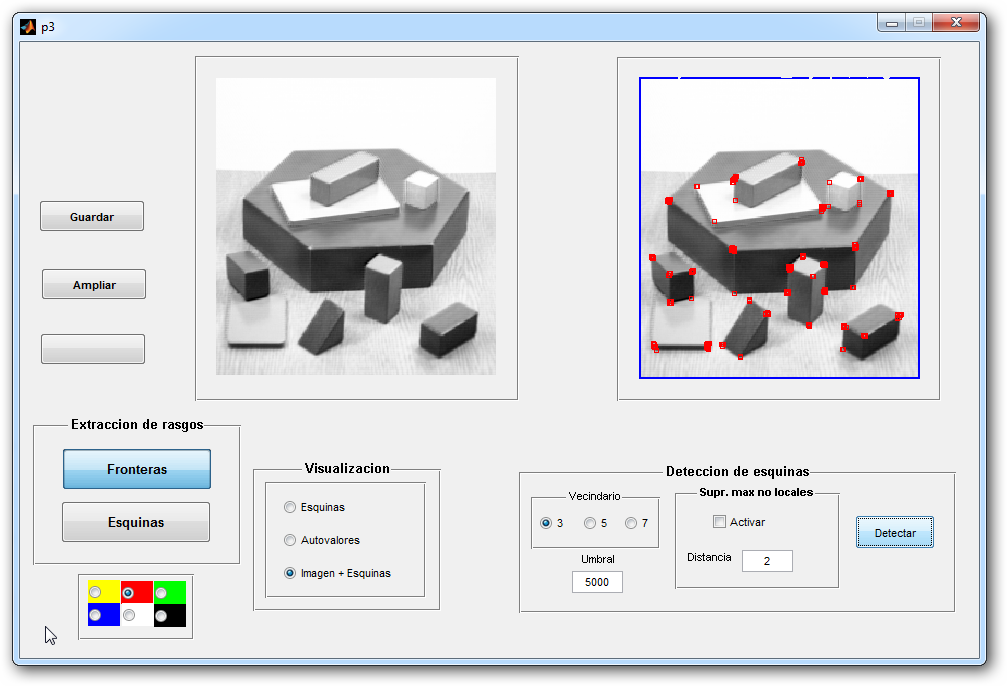 p3
Guardar
Ampliar
Extraccion de rasgos
Fronteras
Esquinas
Visualizacion
Esquinas
Autovalores
Imagen + Esquinas
Deteccion de esquinas
Vecindario
3 5 7
Umbral
5000
Supr. max no locales
Activar
Distancia 2
Detectar